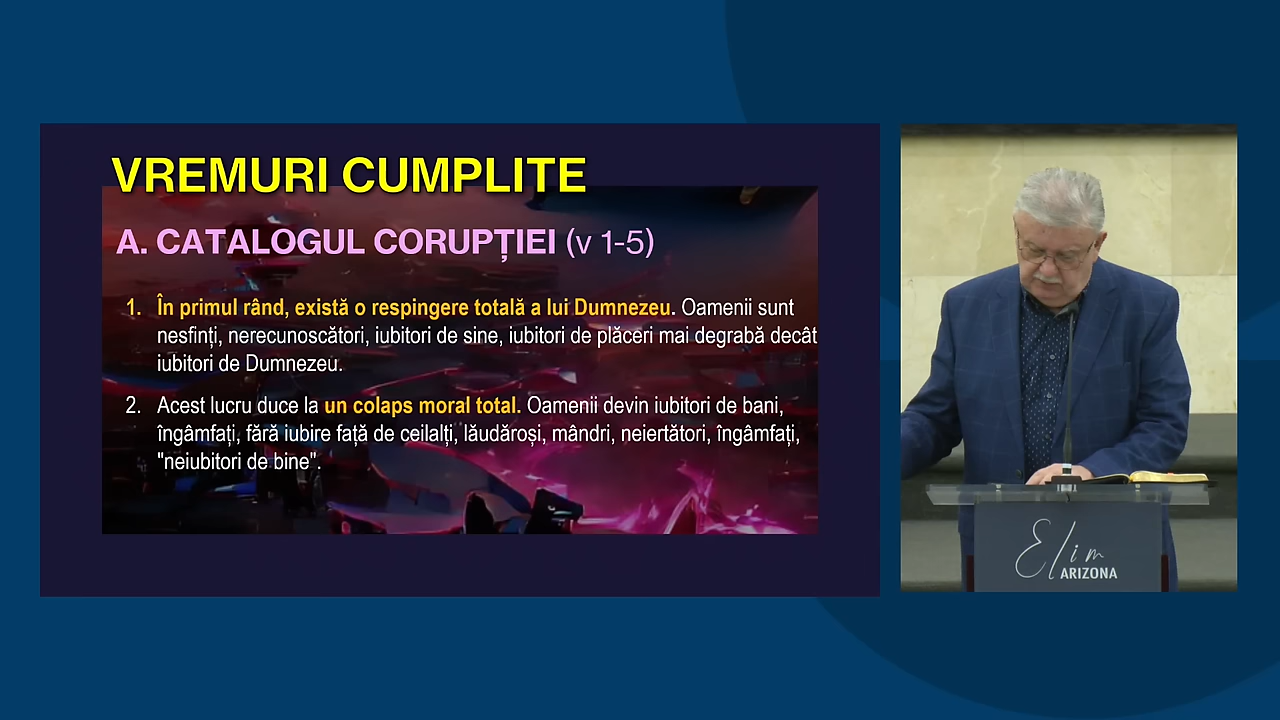 VREMURI CUMPLITE
A. CATALOGUL CORUPȚIEI (v 1-5)
1. În primul rând, există o respingere totală a lui Dumnezeu. Oamenii sunt
nesfinți, nerecunoscători, iubitori de sine, iubitori de plăceri mai degrabă decât
iubitori de Dumnezeu.
2. Acest lucru duce la un colaps moral total. Oamenii devin iubitori de bani,
îngâmfați, fără iubire față de ceilalți, lăudăroși, mândri, neiertători, îngâmfați,
"neiubitori de bine".
Elim
ARIZONA